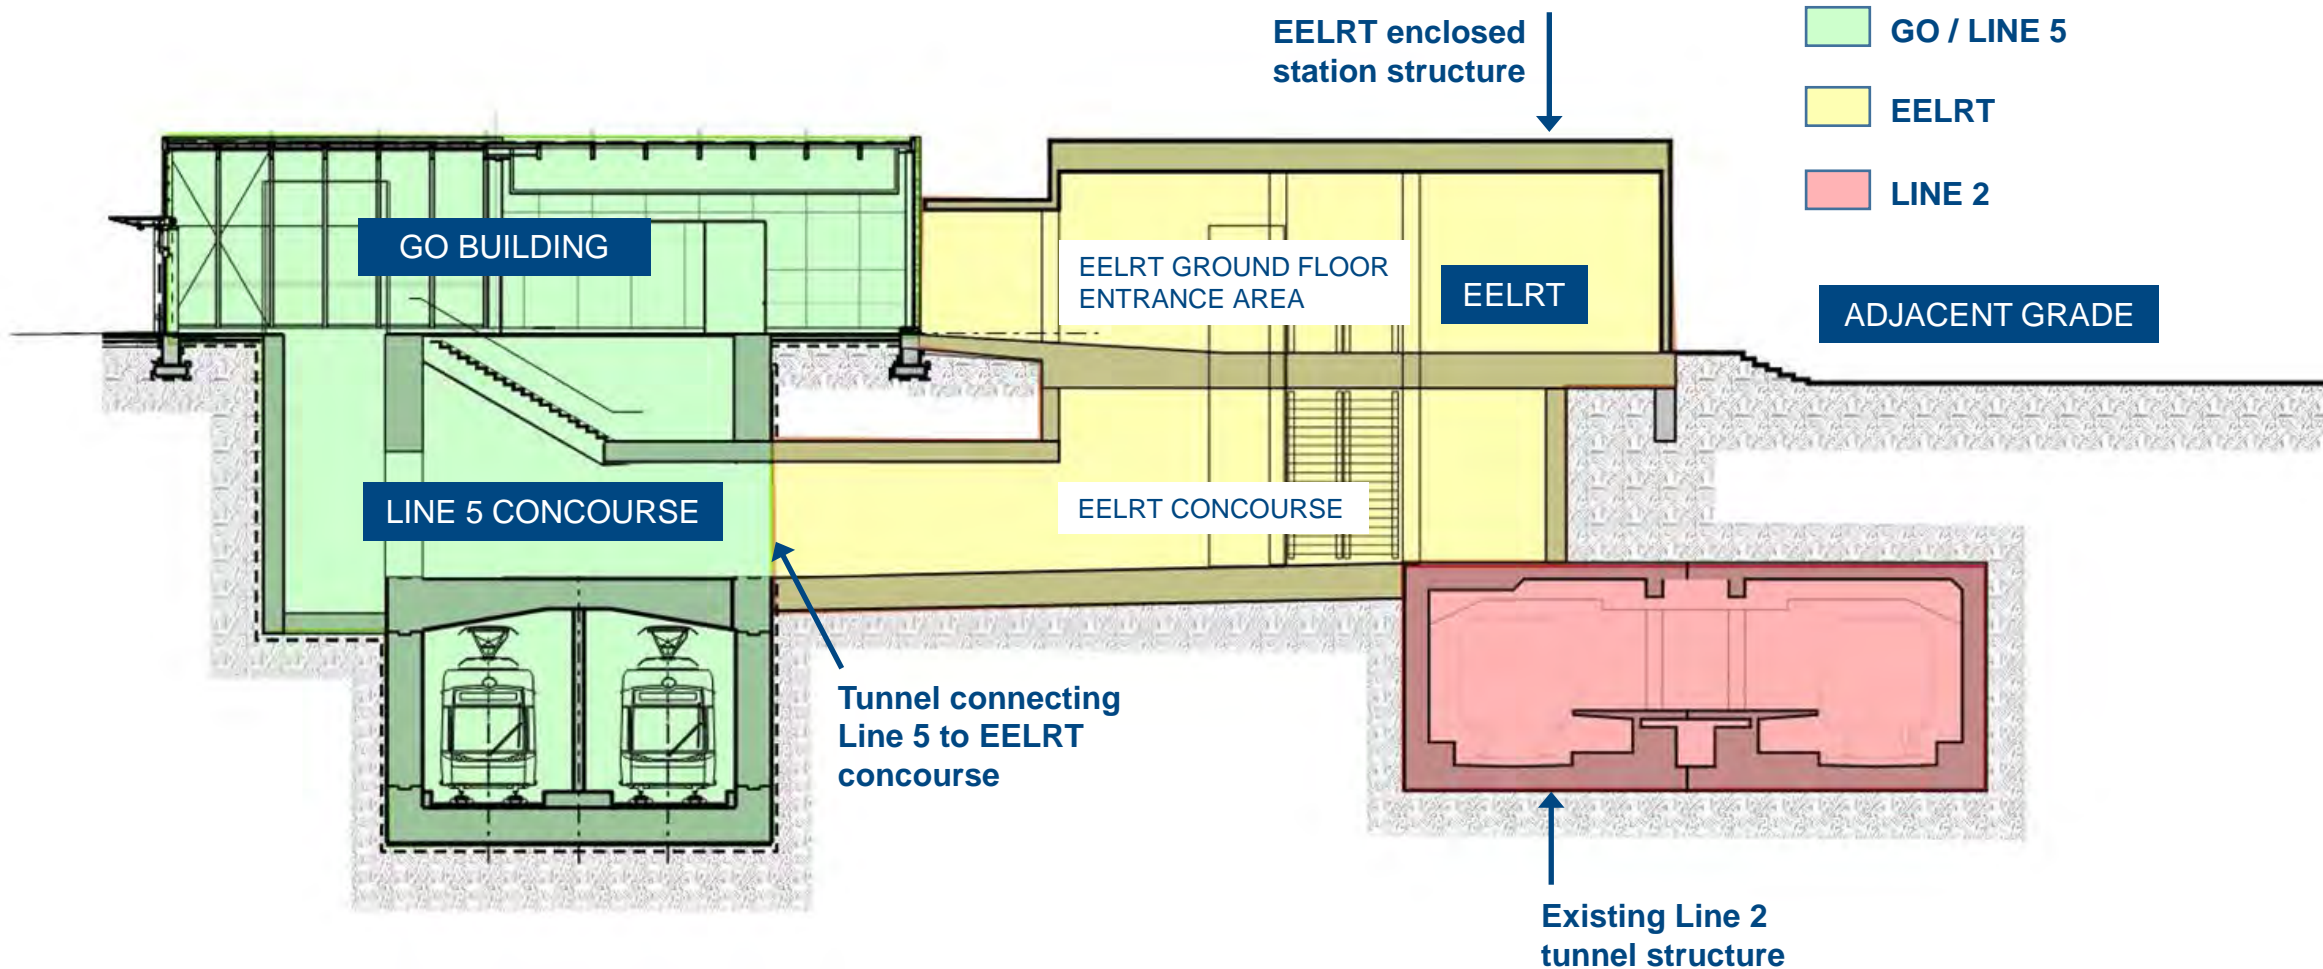 EELRT enclosed
station structure
GO / LINE 5
EELRT
LINE 2
GO BUILDING
EELRT GROUND FLOOR
ENTRANCE AREA
EELRT
ADJACENT GRADE
LINE 5 CONCOURSE
EELRT CONCOURSE
Tunnel connecting
Line 5 to EELRT
concourse
Existing Line 2
tunnel structure